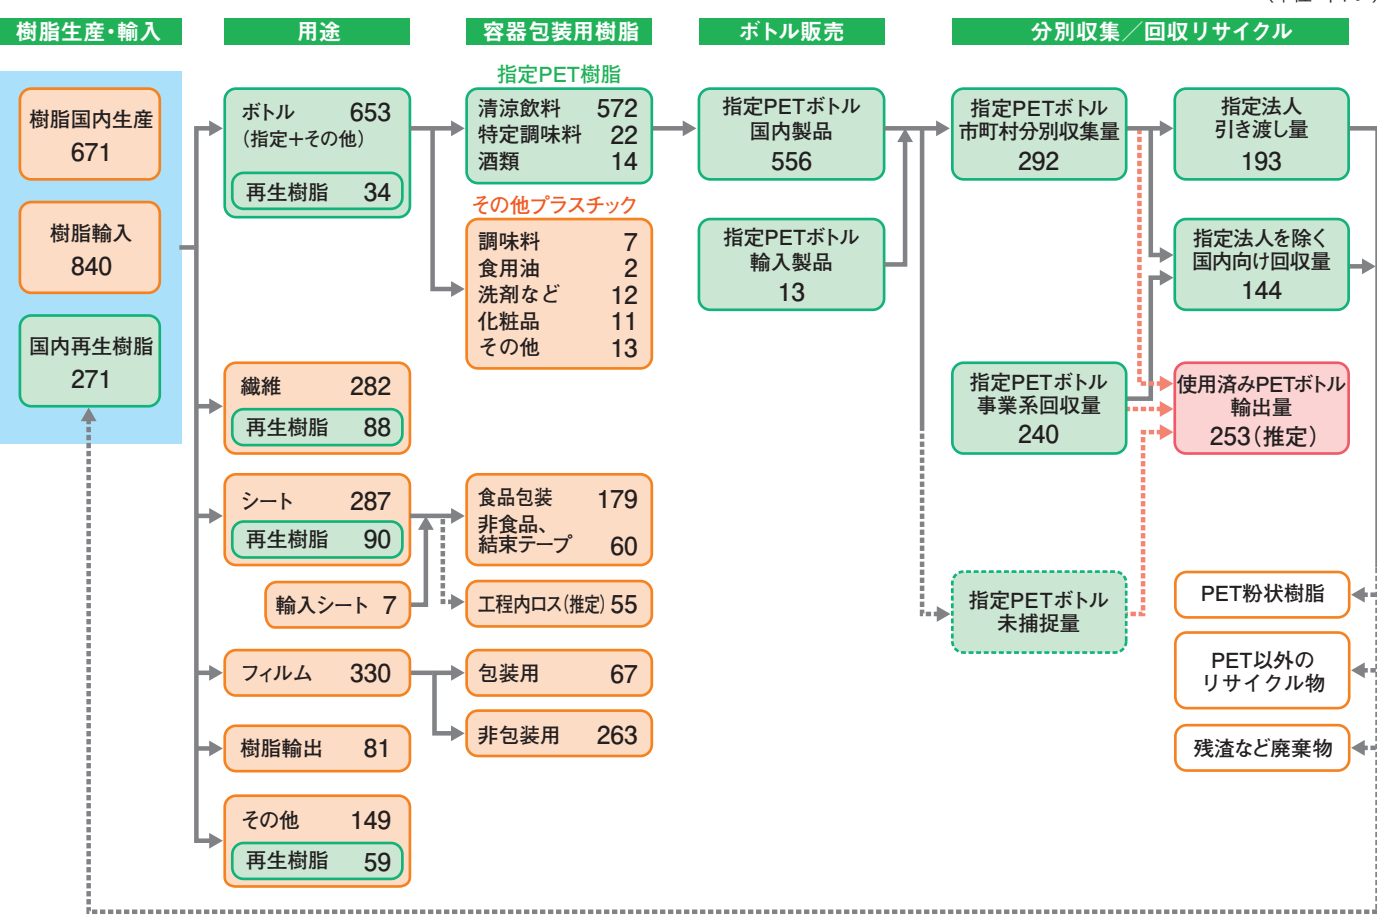 樹脂生産・輸入
用途
容器包装用樹脂
ボトル販売
分別収集／回収リサイクル
樹脂国内生産
671
樹脂輸入
840
国内再生樹脂
271
ボトル 653
(指定＋その他)
再生樹脂 34
繊維 282
再生樹脂 88
シート 287
再生樹脂 90
輸入シート 7
フィルム 330
樹脂輸出 81
その他 149
再生樹脂 59
指定PET樹脂
清涼飲料 572
特定調味料 22
酒類 14
その他プラスチック
調味料 7
食用油 2
洗剤など 12
化粧品 11
その他 13
食品包装 179
非食品、
結束テープ 60
工程内ロス(推定) 55
包装用 67
非包装用 263
指定PETボトル
国内製品
556
指定PETボトル
輸入製品
13
指定PETボトル
市町村分別収集量
292
指定PETボトル
事業系回収量
240
指定PETボトル
未捕捉量
指定法人
引き渡し量
193
指定法人を除く
国内向け回収量
144
使用済みPETボトル
輸出量
253(推定)
PET粉状樹脂
PET以外の
リサイクル物
残渣など廃棄物